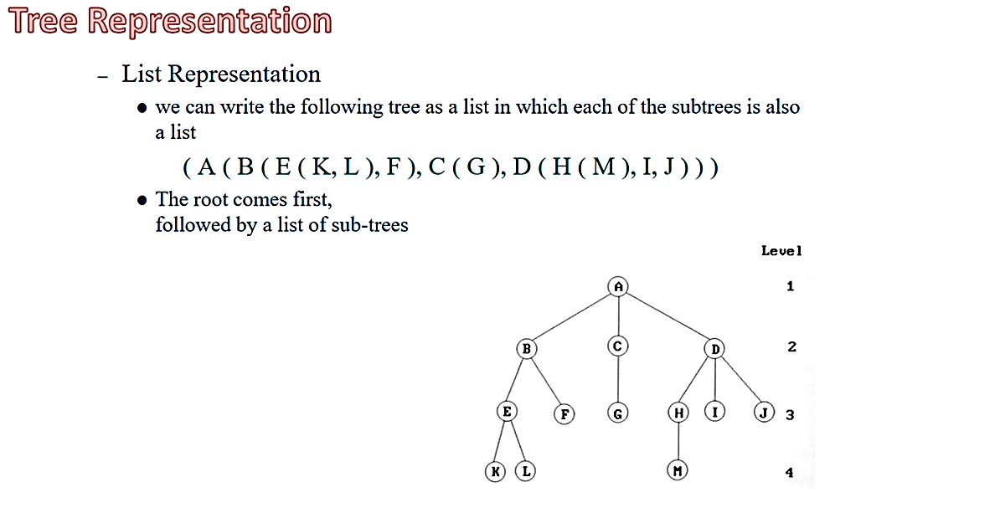 Tree Representation
– List Representation
● we can write the following tree as a list in which each of the subtrees is also
a list
( A ( B ( E ( K, L ), F ), C ( G ), D ( H ( M ), I, J ) ) )
● The root comes first,
followed by a list of sub-trees
Level
A 1
B C D 2
E F G H I J 3
K L M 4